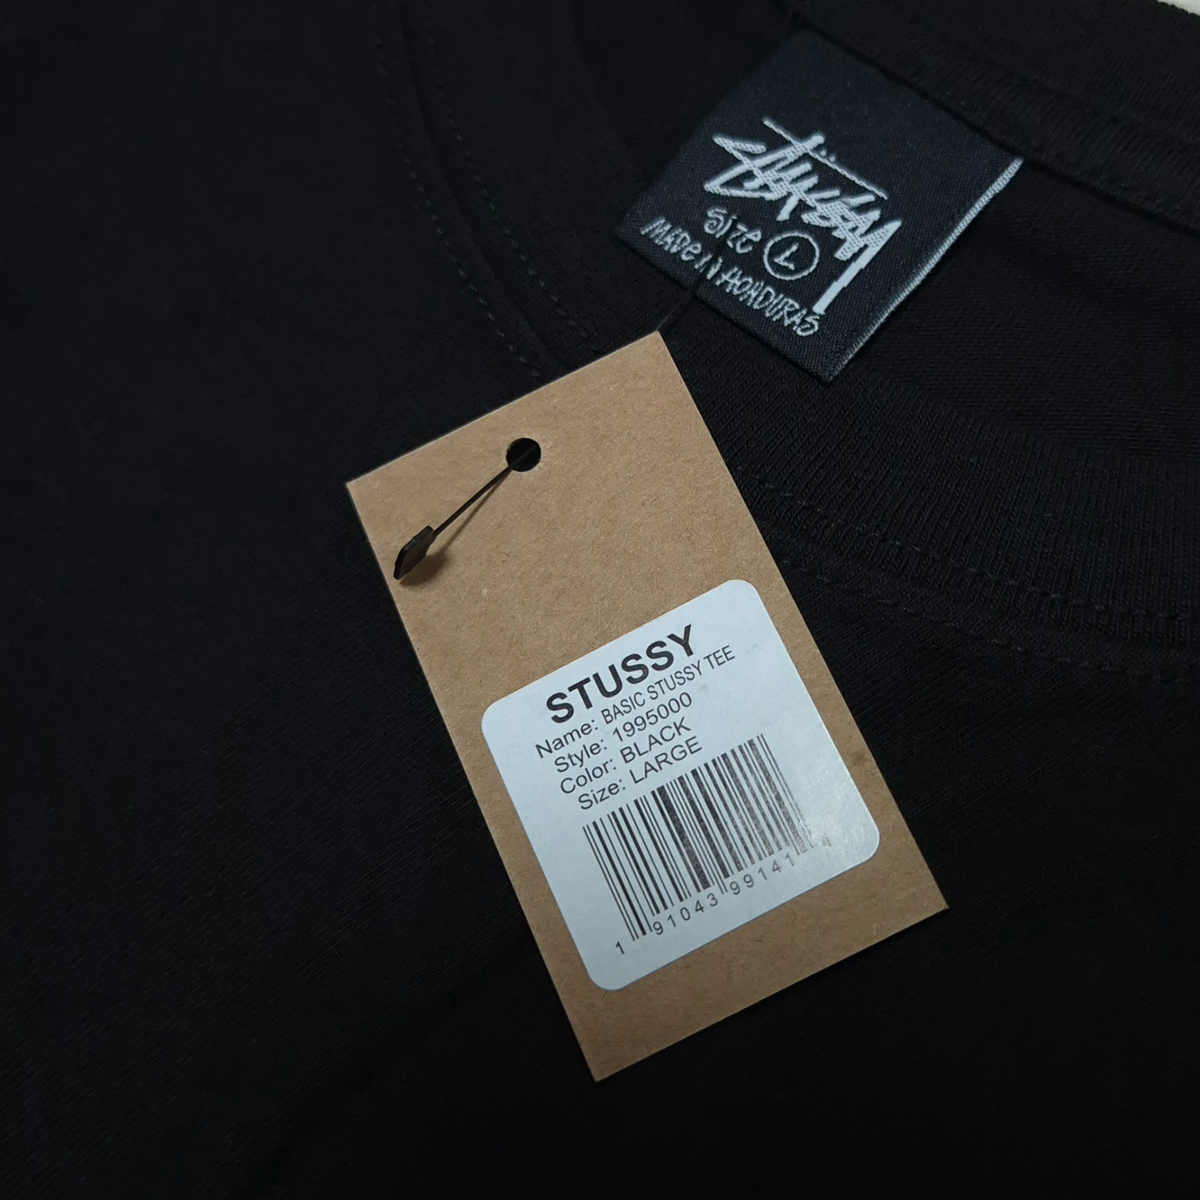 STÜSSY
SIZE L
MADE IN HONDURAS
STUSSY
Name: BASIC STUSSY TEE
Style: 1995000
Color: BLACK
Size: LARGE
1 91043 99141 4